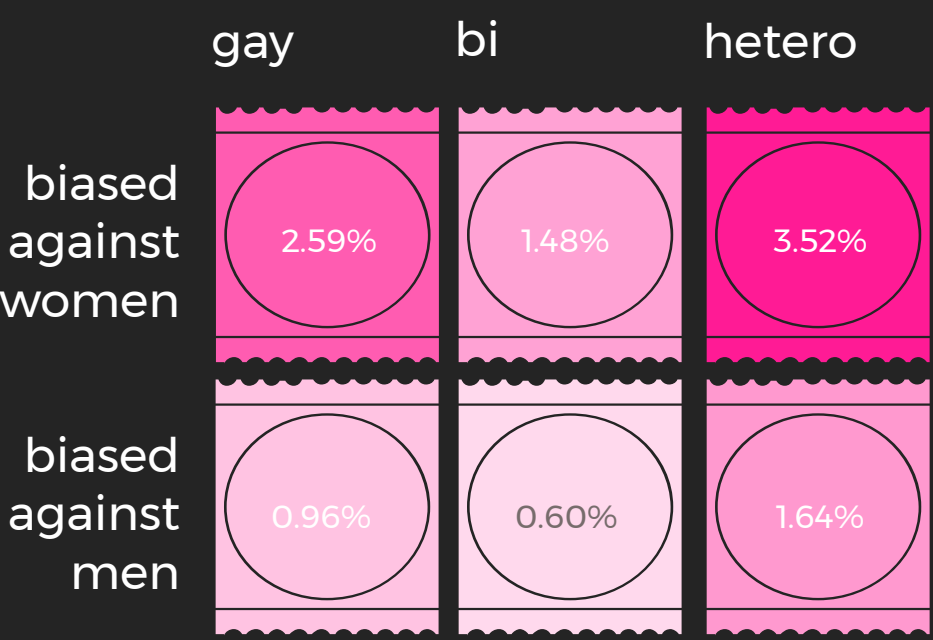 gay bi hetero
biased
against
women
2.59% 1.48% 3.52%
biased
against
men
0.96% 0.60% 1.64%